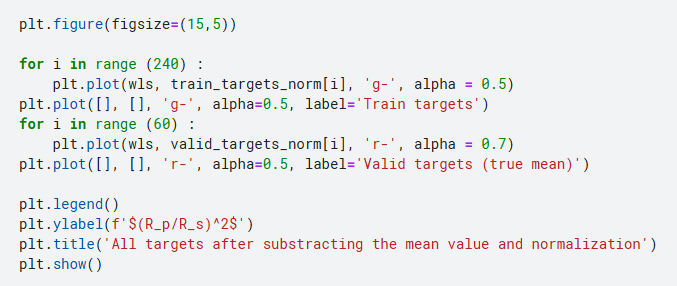 plt.figure(figsize=(15,5))
for i in range (240) :
    plt.plot(wls, train_targets_norm[i], 'g-', alpha = 0.5)
plt.plot([], [], 'g-', alpha=0.5, label='Train targets')
for i in range (60) :
    plt.plot(wls, valid_targets_norm[i], 'r-', alpha = 0.7)
plt.plot([], [], 'r-', alpha=0.5, label='Valid targets (true mean)')
plt.legend()
plt.ylabel(f'$(R_p/R_s)^2$')
plt.title('All targets after substracting the mean value and normalization')
plt.show()